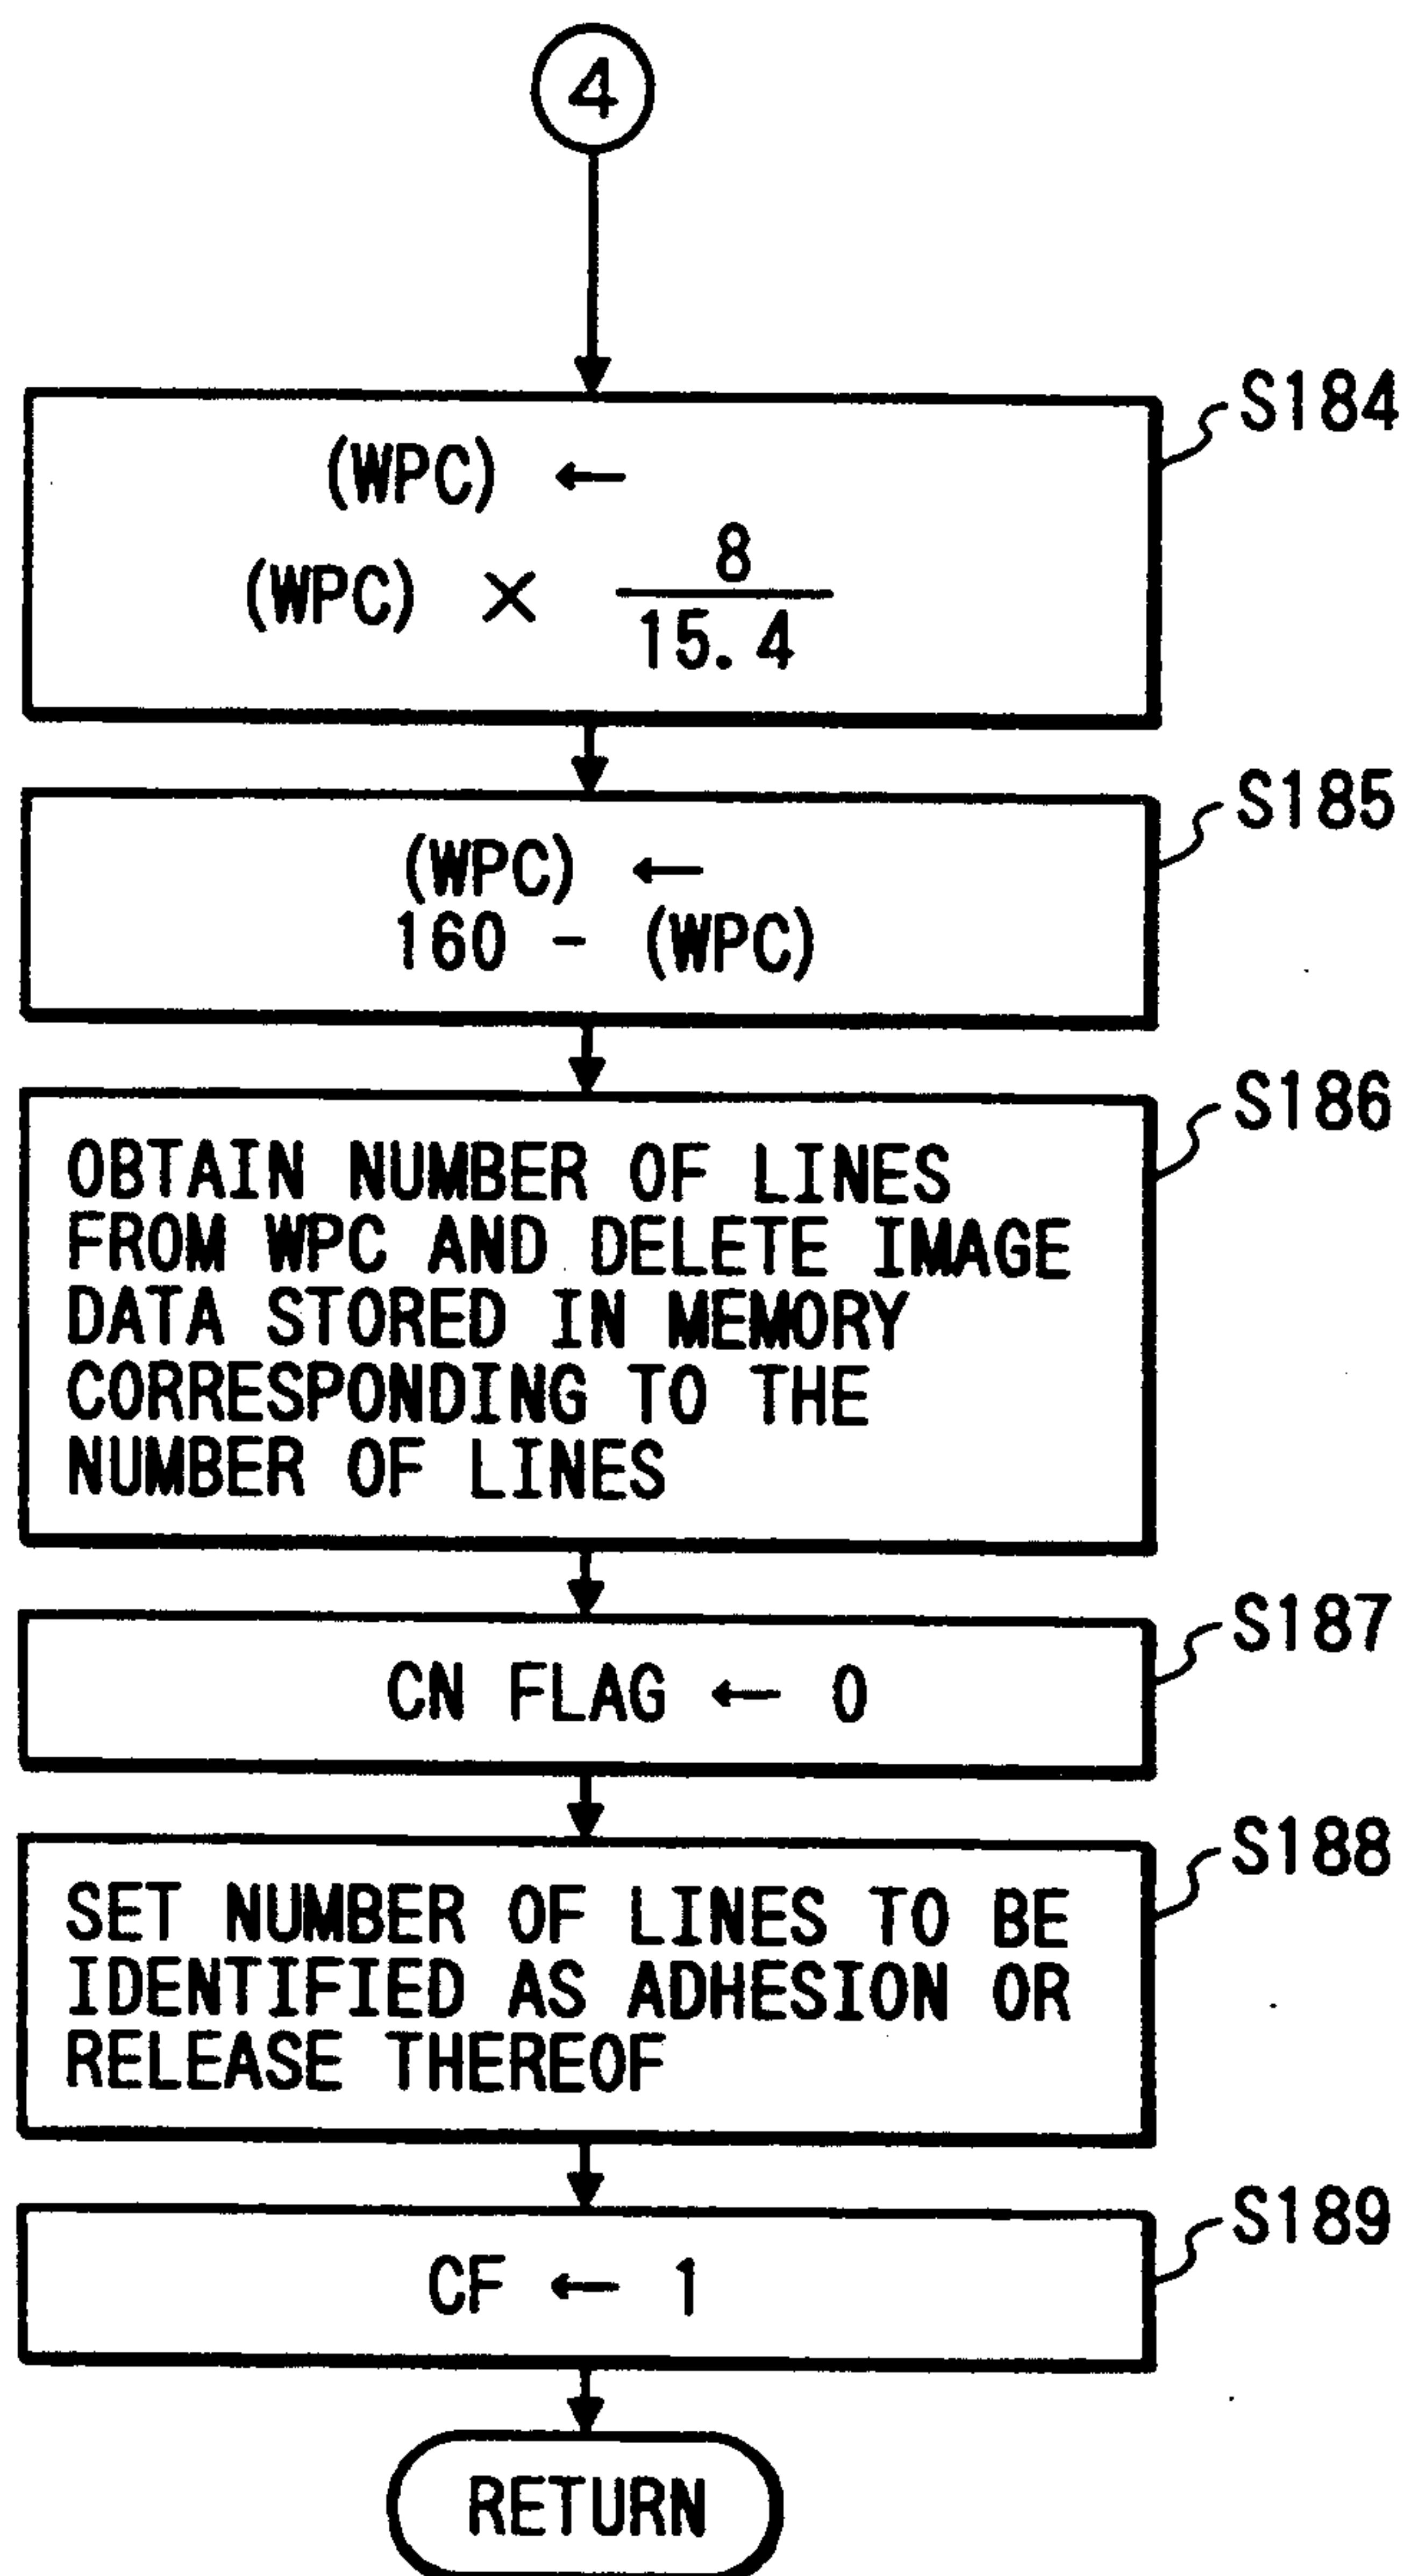 4
S184
(WPC) ←
(WPC) × 8
15.4
S185
(WPC) ←
160 - (WPC)
S186
OBTAIN NUMBER OF LINES
FROM WPC AND DELETE IMAGE
DATA STORED IN MEMORY
CORRESPONDING TO THE
NUMBER OF LINES
S187
CN FLAG ← 0
S188
SET NUMBER OF LINES TO BE
IDENTIFIED AS ADHESION OR
RELEASE THEREOF
S189
CF ← 1
RETURN